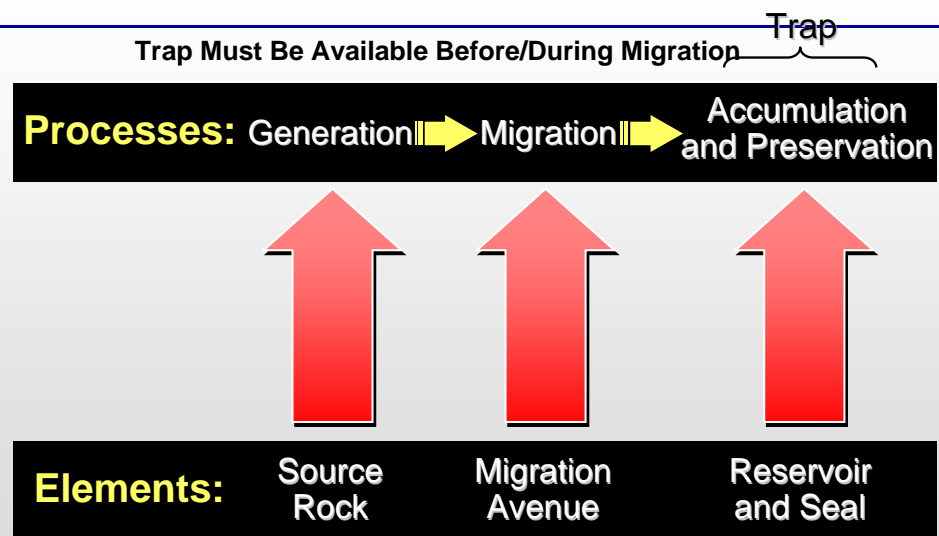 Trap
Trap Must Be Available Before/During Migration
Processes: Generation Migration Accumulation
and Preservation
Elements: Source
Rock
Migration
Avenue
Reservoir
and Seal